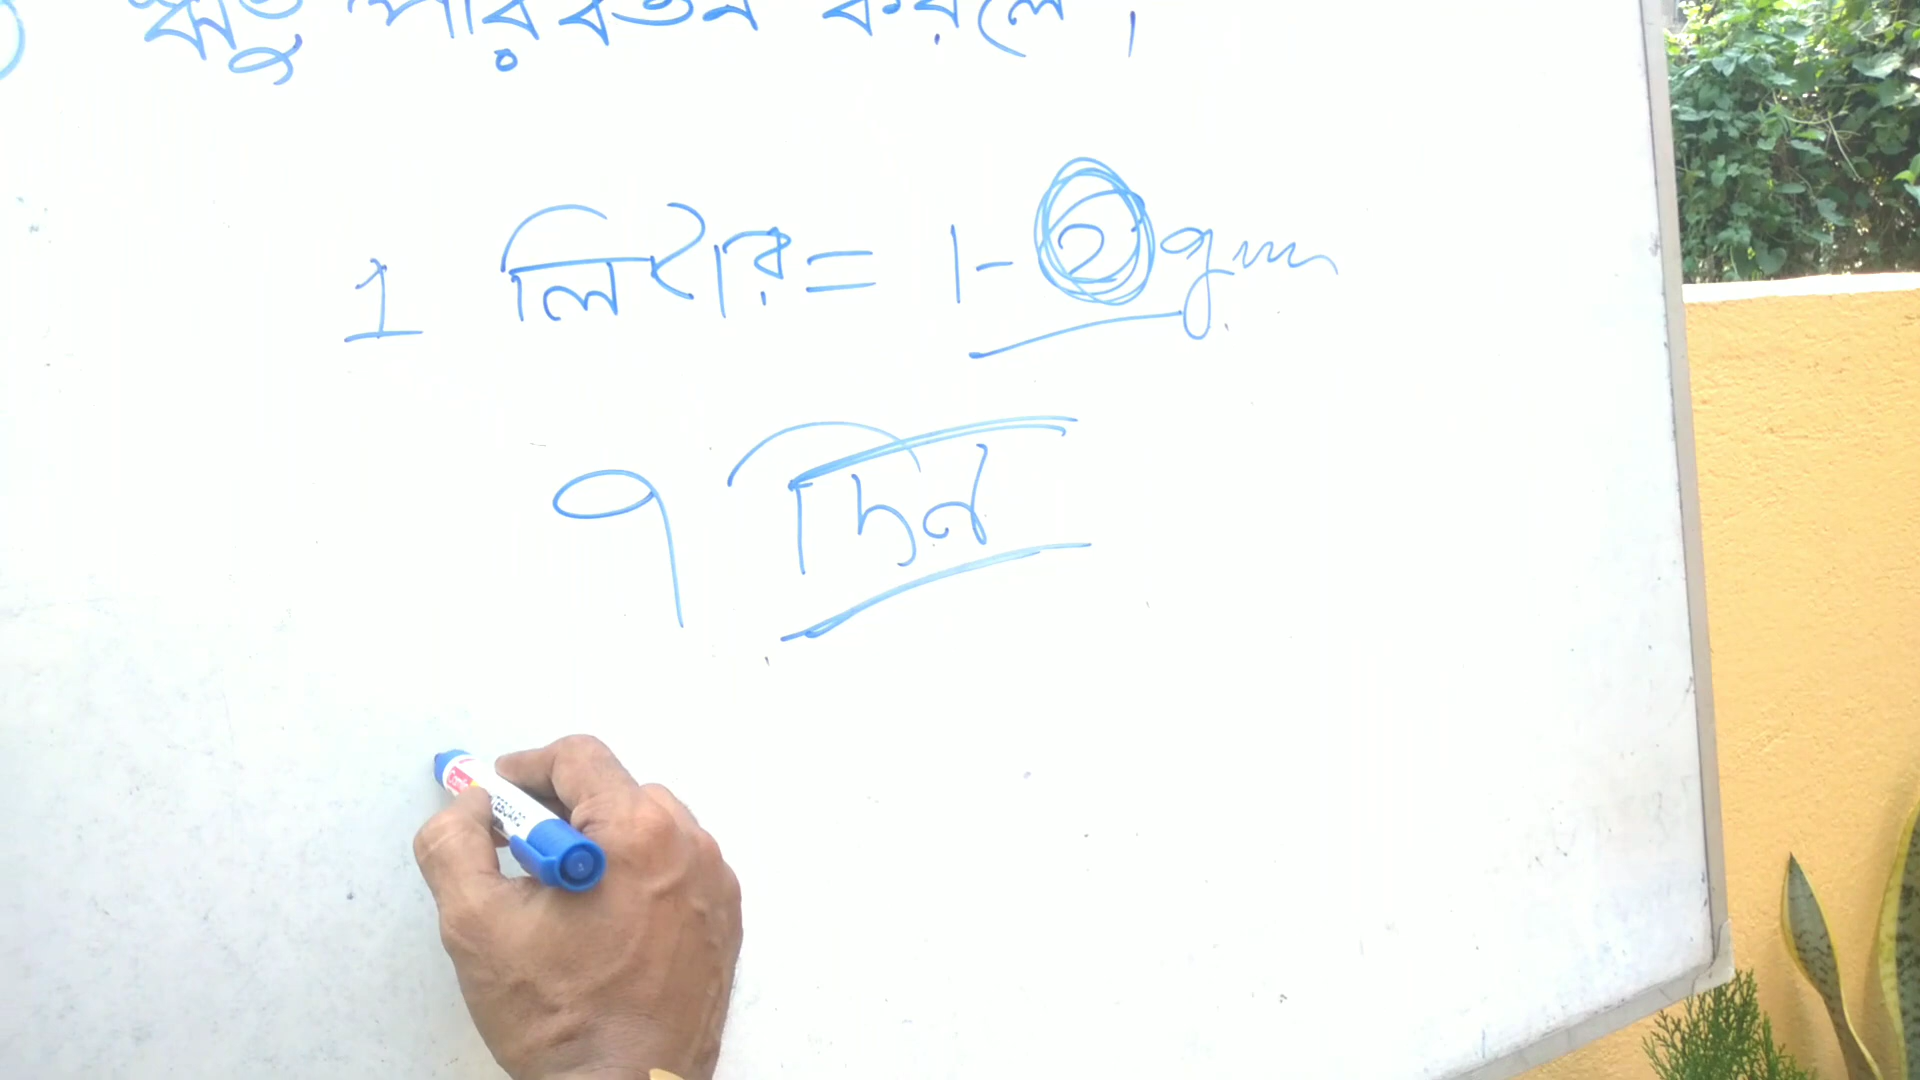 ঋতু পরিবর্তন করলে।
1 লিটার = 1-2 gm
৭ দিন